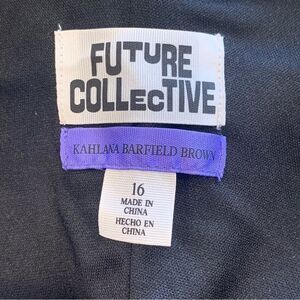 FUTURE
COLLECTIVE
KAHLANA BARFIELD BROWN
16
MADE IN
CHINA
HECHO EN
CHINA